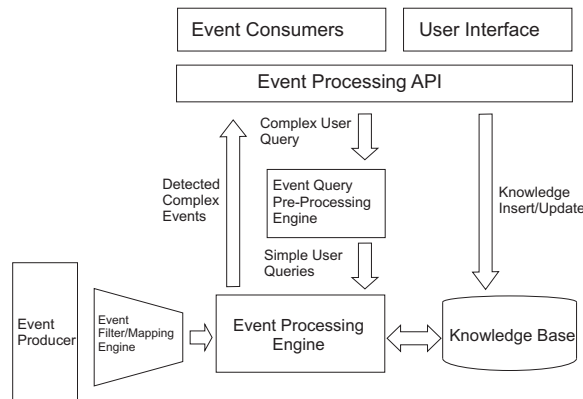 Event Consumers
User Interface
Event Processing API
Complex User
Query
Detected
Complex
Events
Event Query
Pre-Processing
Engine
Knowledge
Insert/Update
Simple User
Queries
Event
Producer
Event
Filter/Mapping
Engine
Event Processing
Engine
Knowledge Base